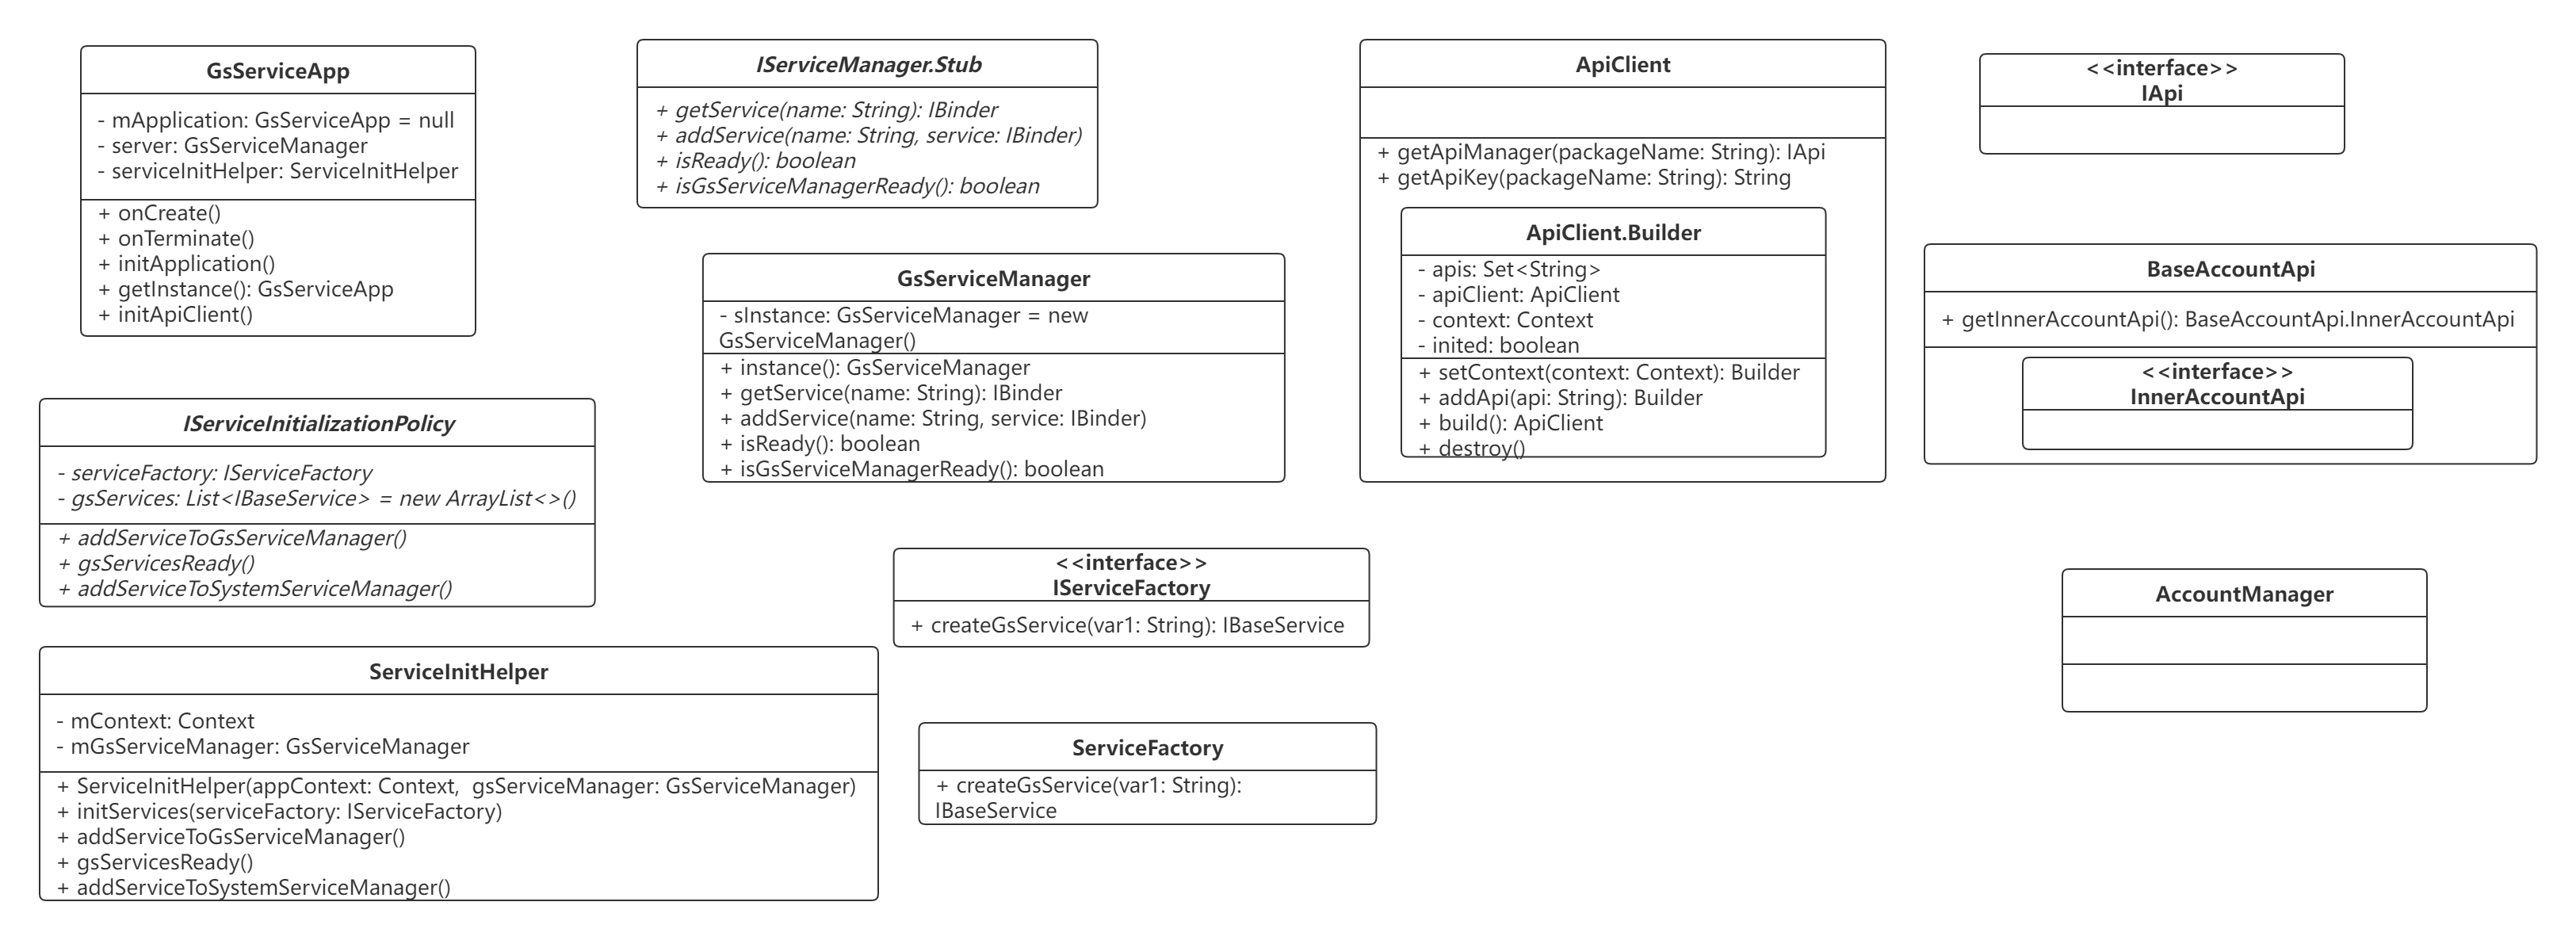 GsServiceApp
- mApplication: GsServiceApp = null
- server: GsServiceManager
- serviceInitHelper: ServiceInitHelper
+ onCreate()
+ onTerminate()
+ initApplication()
+ getInstance(): GsServiceApp
+ initApiClient()
IServiceManager.Stub
+ getService(name: String): IBinder
+ addService(name: String, service: IBinder)
+ isReady(): boolean
+ isGsServiceManagerReady(): boolean
GsServiceManager
- sInstance: GsServiceManager = new
GsServiceManager()
+ instance(): GsServiceManager
+ getService(name: String): IBinder
+ addService(name: String, service: IBinder)
+ isReady(): boolean
+ isGsServiceManagerReady(): boolean
ApiClient
+ getApiManager(packageName: String): IApi
+ getApiKey(packageName: String): String
ApiClient.Builder
- apis: Set<String>
- apiClient: ApiClient
- context: Context
- inited: boolean
+ setContext(context: Context): Builder
+ addApi(api: String): Builder
+ build(): ApiClient
+ destroy()
<<interface>>
IApi
BaseAccountApi
+ getInnerAccountApi(): BaseAccountApi.InnerAccountApi
<<interface>>
InnerAccountApi
IServiceInitializationPolicy
- serviceFactory: IServiceFactory
- gsServices: List<IBaseService> = new ArrayList<>()
+ addServiceToGsServiceManager()
+ gsServicesReady()
+ addServiceToSystemServiceManager()
<<interface>>
IServiceFactory
+ createGsService(var1: String): IBaseService
AccountManager
ServiceInitHelper
- mContext: Context
- mGsServiceManager: GsServiceManager
+ ServiceInitHelper(appContext: Context,  gsServiceManager: GsServiceManager)
+ initServices(serviceFactory: IServiceFactory)
+ addServiceToGsServiceManager()
+ gsServicesReady()
+ addServiceToSystemServiceManager()
ServiceFactory
+ createGsService(var1: String):
IBaseService